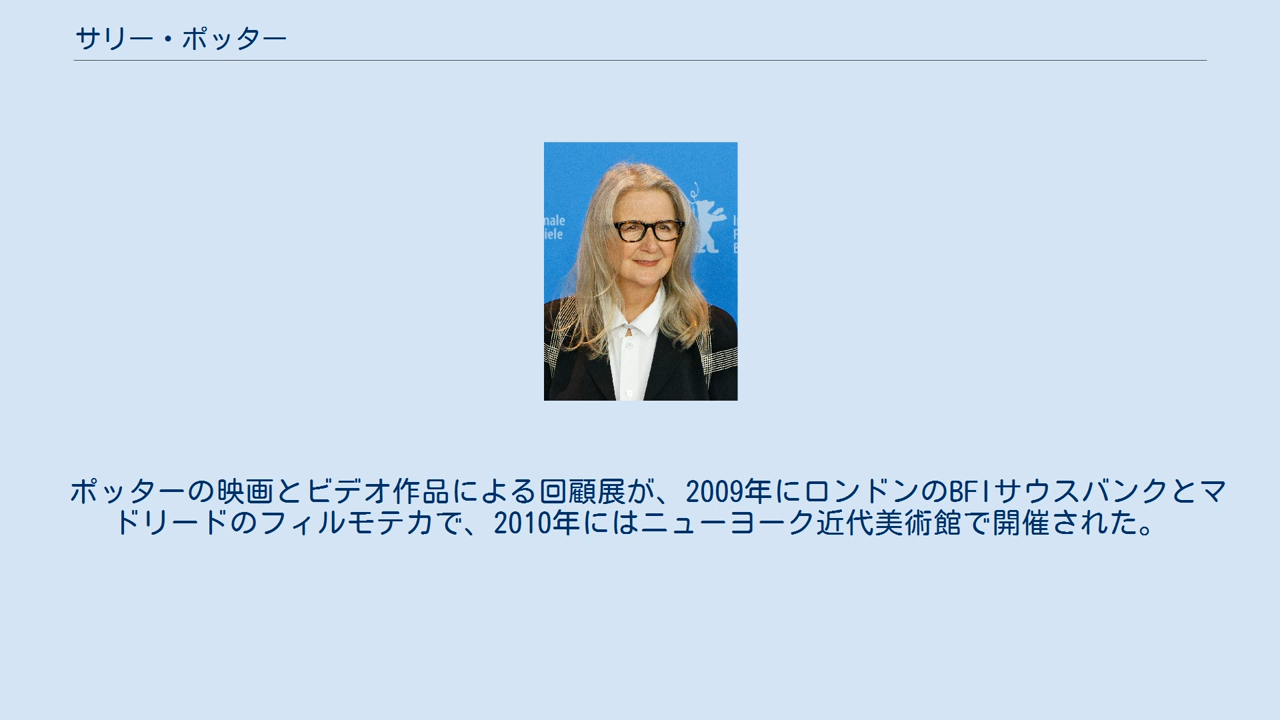 サリー・ポッター
nale
iele
ポッターの映画とビデオ作品による回顧展が、2009年にロンドンのBFIサウスバンクとマ
ドリードのフィルモテカで、2010年にはニューヨーク近代美術館で開催された。